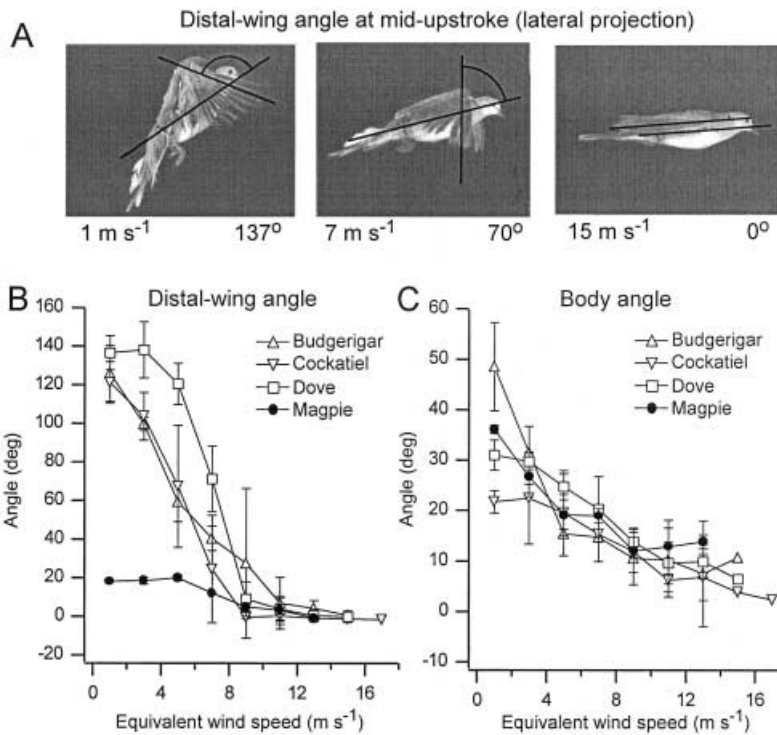 Distal-wing angle at mid-upstroke (lateral projection)
A
1 m s⁻¹ 137° 7 m s⁻¹ 70° 15 m s⁻¹ 0°
B Distal-wing angle
160
140
120
100
80
60
40
20
0
-20
Angle (deg)
Budgerigar
Cockatiel
Dove
Magpie
0 4 8 12 16
Equivalent wind speed (m s⁻¹)
C Body angle
60
50
40
30
20
10
0
-10
Angle (deg)
Budgerigar
Cockatiel
Dove
Magpie
0 4 8 12 16
Equivalent wind speed (m s⁻¹)